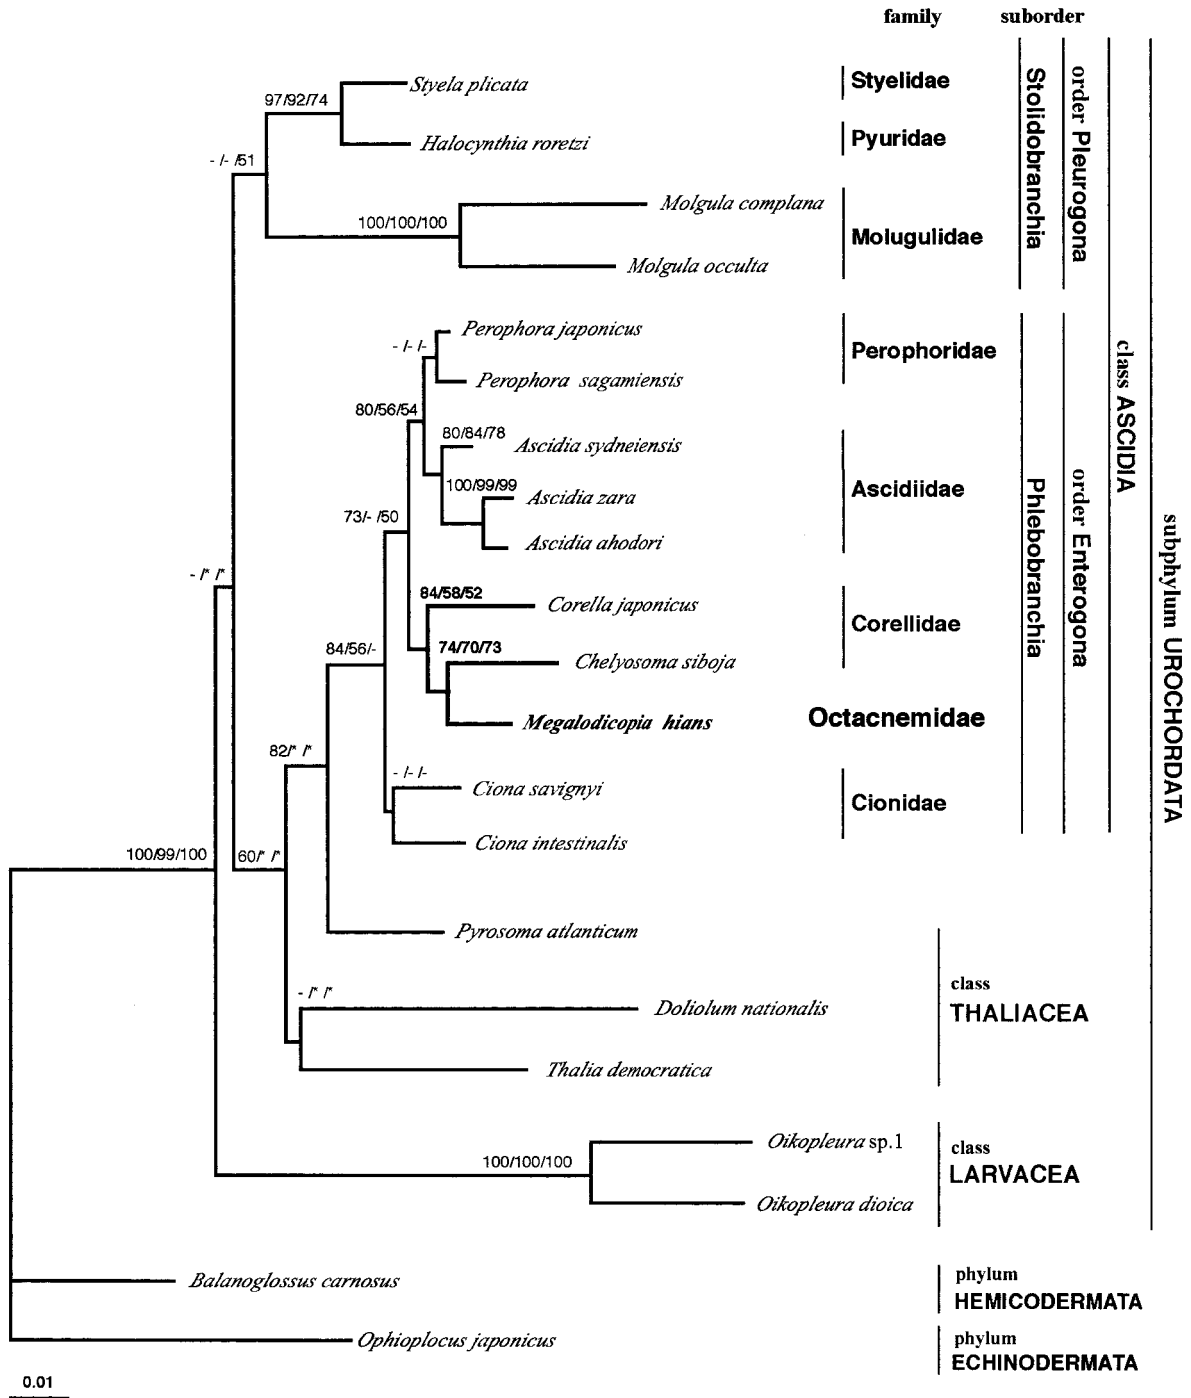 family suborder
Styela plicata
Styelidae
97/92/74
Halocynthia roretzi
Pyuridae
- /- /51
Molgula complana
100/100/100
Molugulidae
Molgula occulta
Stolidobranchia
order Pleurogona
Perophora japonicus
- /- /-
Perophoridae
Perophora sagamiensis
80/56/54
80/84/78
Ascidia sydneiensis
100/99/99
Ascidiidae
Ascidia zara
73/- /50
Ascidia ahodori
- /* /*
84/58/52
Corella japonicus
Corellidae
84/56/-
74/70/73
Chelyosoma siboja
Megalodicopia hians
Octacnemidae
82/* /*
- /- /-
Ciona savignyi
Cionidae
Ciona intestinalis
Phlebobranchia
order Enterogona
class ASCIDIA
subphylum UROCHORDATA
100/99/100
60/* /*
Pyrosoma atlanticum
- /* /*
Doliolum nationalis
class
THALIACEA
Thalia democratica
Oikopleura sp.1
100/100/100
class
LARVACEA
Oikopleura dioica
Balanoglossus carnosus
phylum
HEMICODERMATA
Ophioplocus japonicus
phylum
ECHINODERMATA
0.01